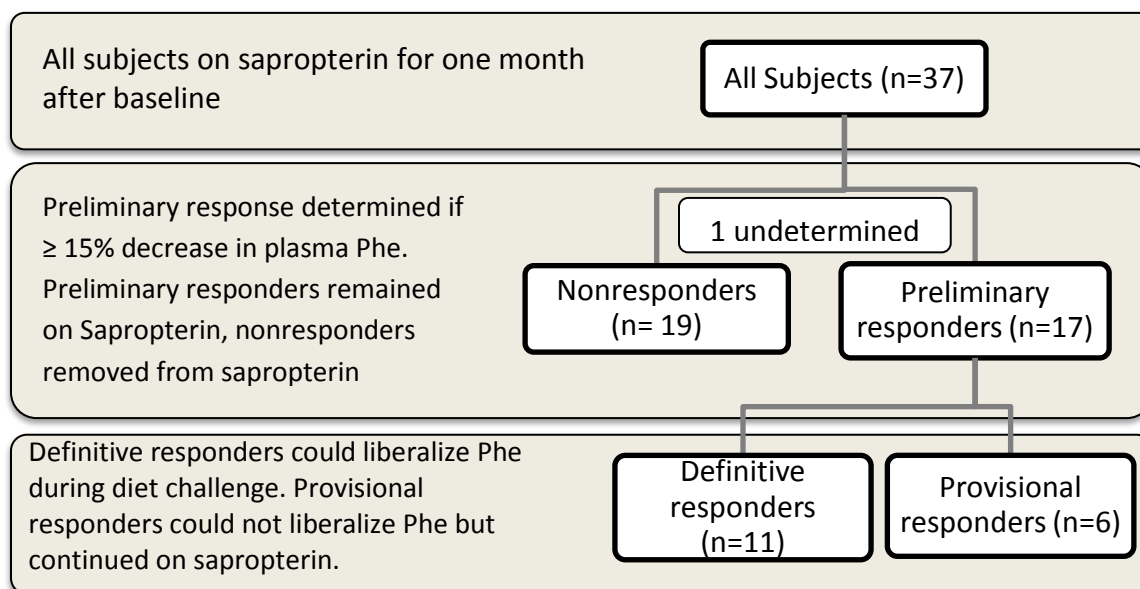 All subjects on sapropterin for one month
after baseline
All Subjects (n=37)
Preliminary response determined if
≥ 15% decrease in plasma Phe.
Preliminary responders remained
on Sapropterin, nonresponders
removed from sapropterin
1 undetermined
Nonresponders
(n= 19)
Preliminary
responders (n=17)
Definitive responders could liberalize Phe
during diet challenge. Provisional
responders could not liberalize Phe but
continued on sapropterin.
Definitive
responders
(n=11)
Provisional
responders (n=6)